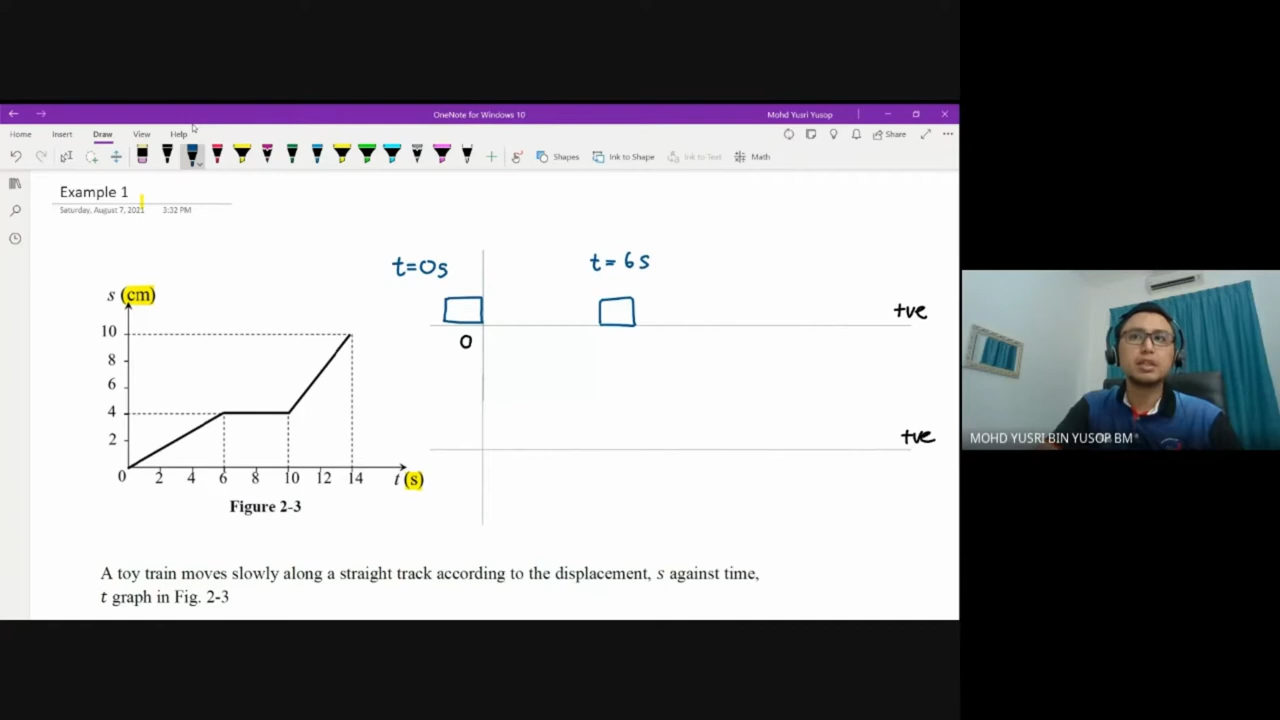 OneNote for Windows 10
Mohd Yusri Yusop
Home
Insert
Draw
View
Help
Share
Shapes
Ink to Shape
Ink to Text
Math
Example 1
Saturday, August 7, 2021 3:32 PM
t=0s
t=6s
s (cm)
10
8
6
4
2
0 2 4 6 8 10 12 14 t (s)
Figure 2-3
+ve
0
+ve
MOHD YUSRI BIN YUSOP BM
A toy train moves slowly along a straight track according to the displacement, s against time,
t graph in Fig. 2-3